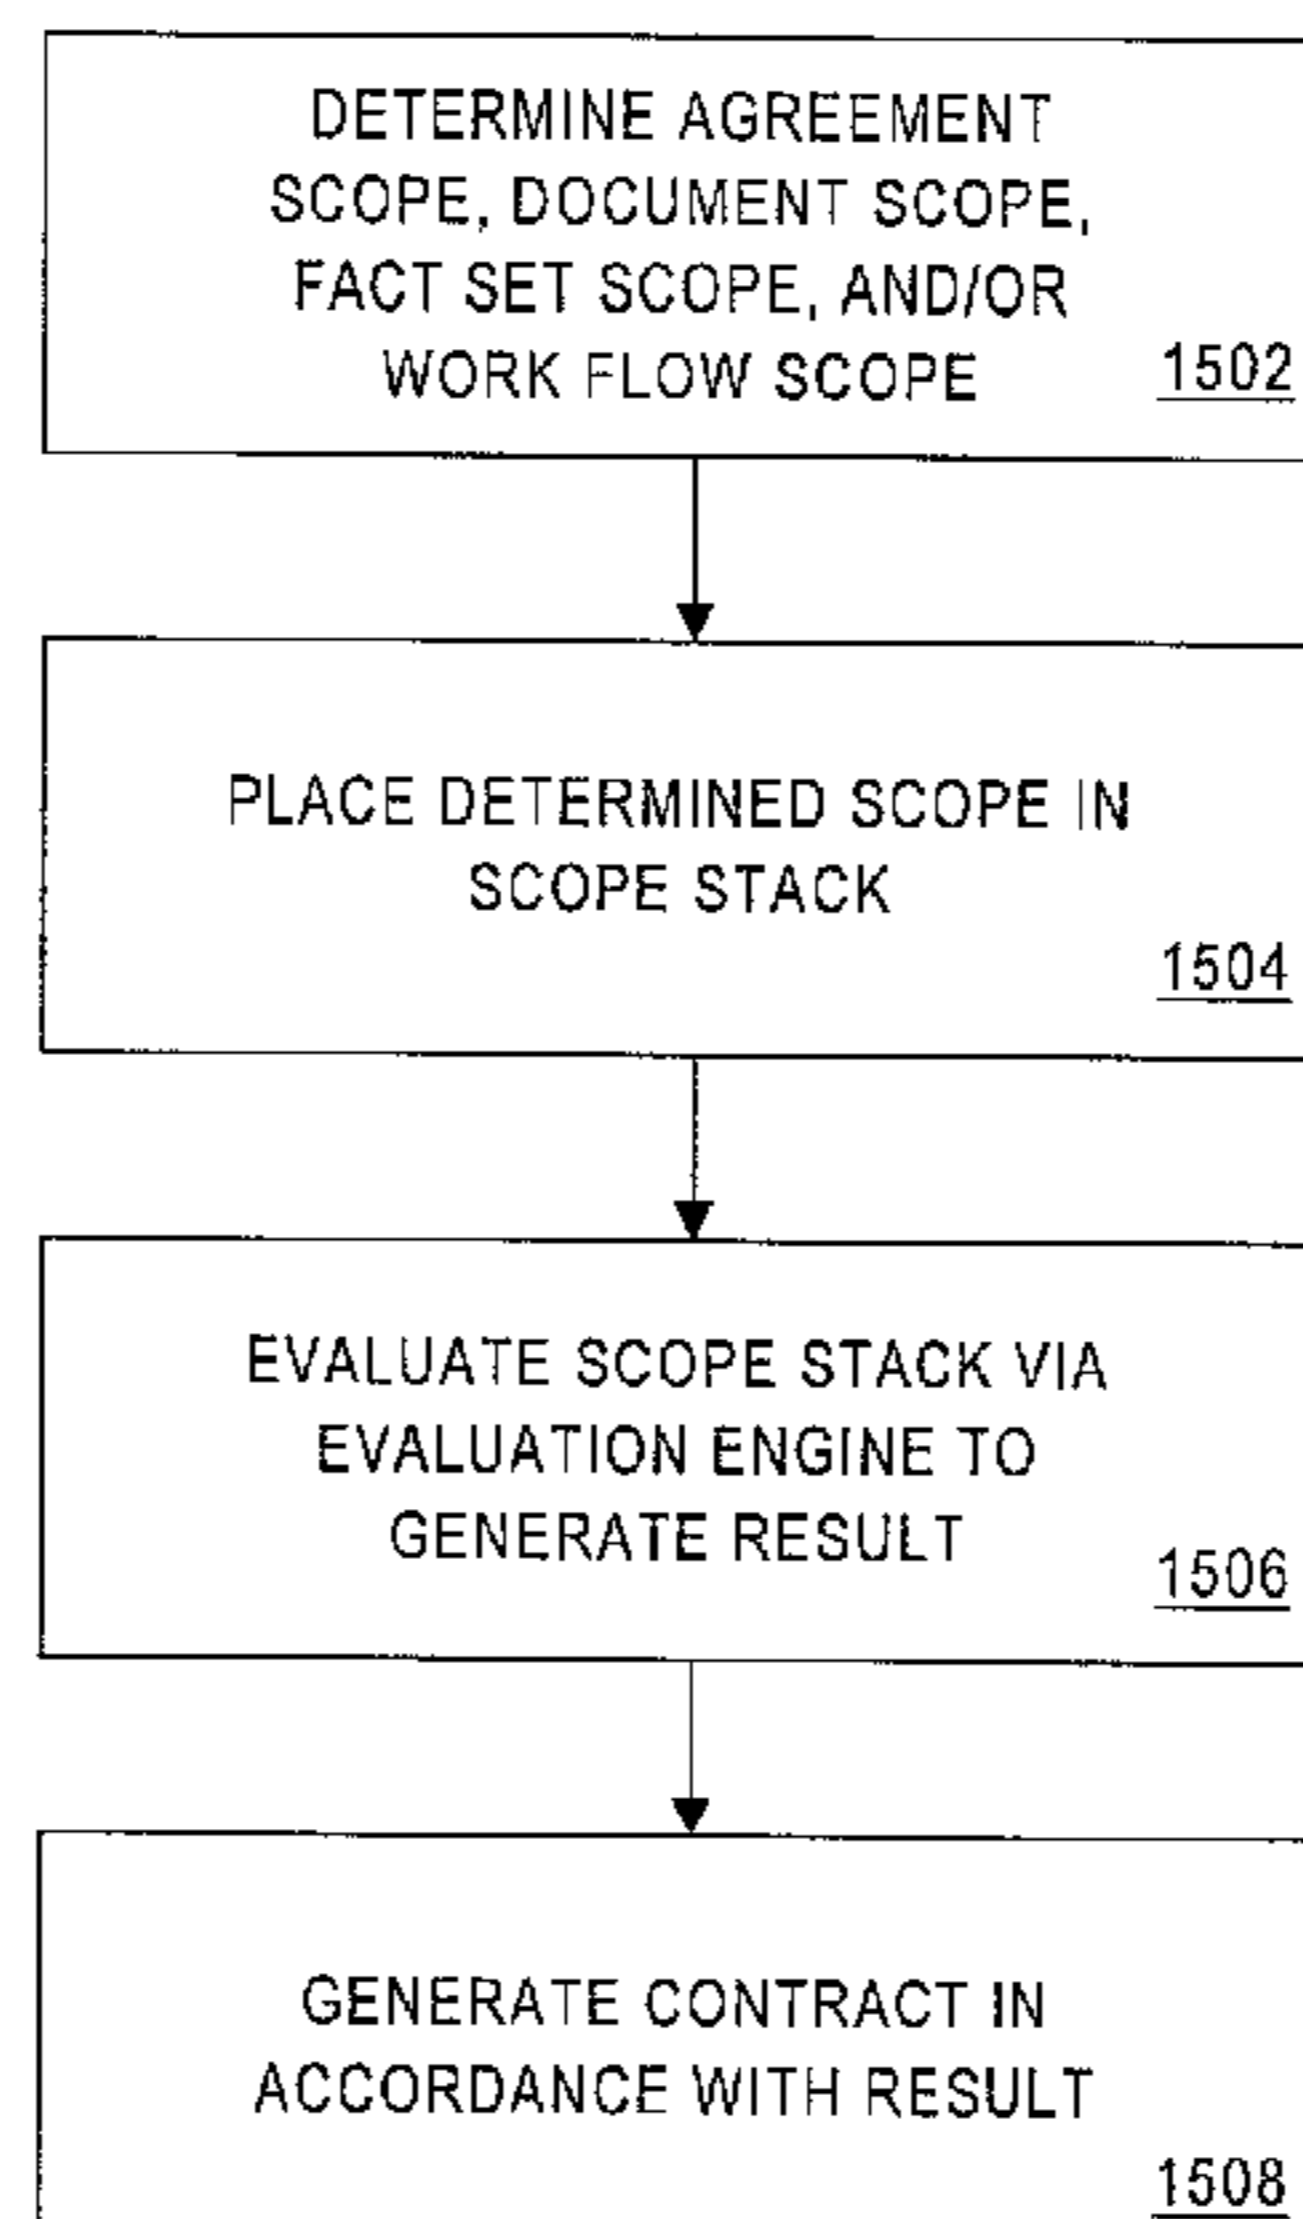 DETERMINE AGREEMENT
SCOPE, DOCUMENT SCOPE,
FACT SET SCOPE, AND/OR
WORK FLOW SCOPE
1502
PLACE DETERMINED SCOPE IN
SCOPE STACK
1504
EVALUATE SCOPE STACK VIA
EVALUATION ENGINE TO
GENERATE RESULT
1506
GENERATE CONTRACT IN
ACCORDANCE WITH RESULT
1508